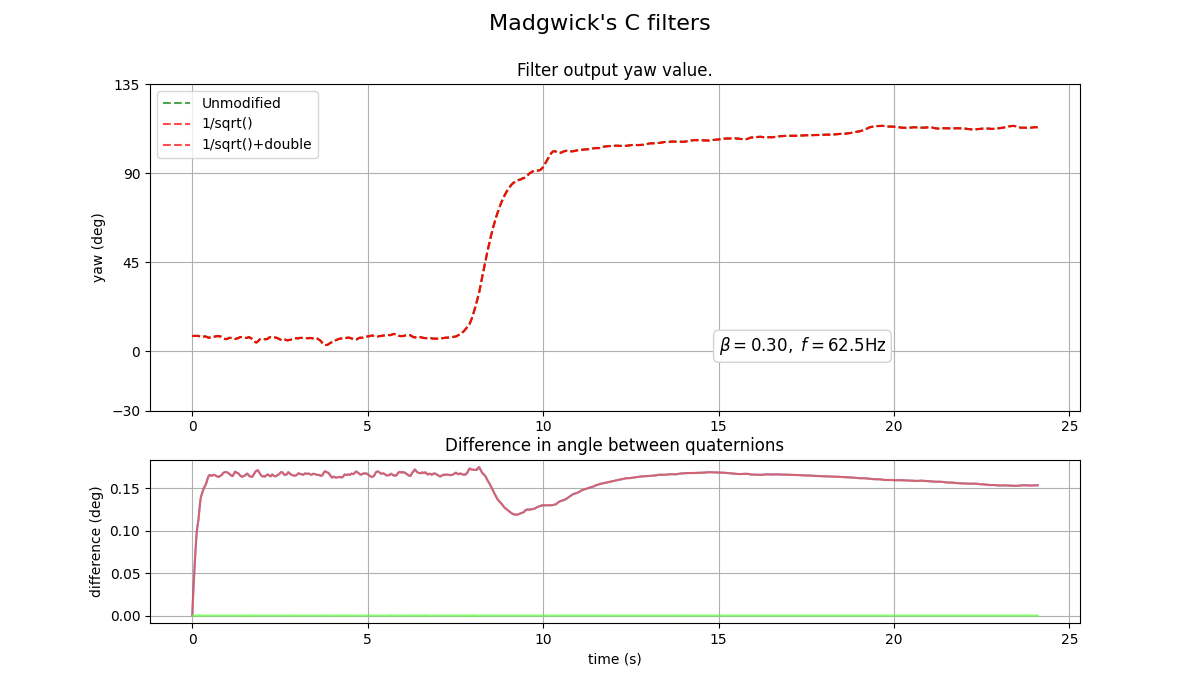 Madgwick's C filters
Filter output yaw value.
135
90
45
0
−30
yaw (deg)
Unmodified
1/sqrt()
1/sqrt()+double
β = 0.30, f = 62.5Hz
0 5 10 15 20 25
Difference in angle between quaternions
0.15
0.10
0.05
0.00
difference (deg)
0 5 10 15 20 25
time (s)